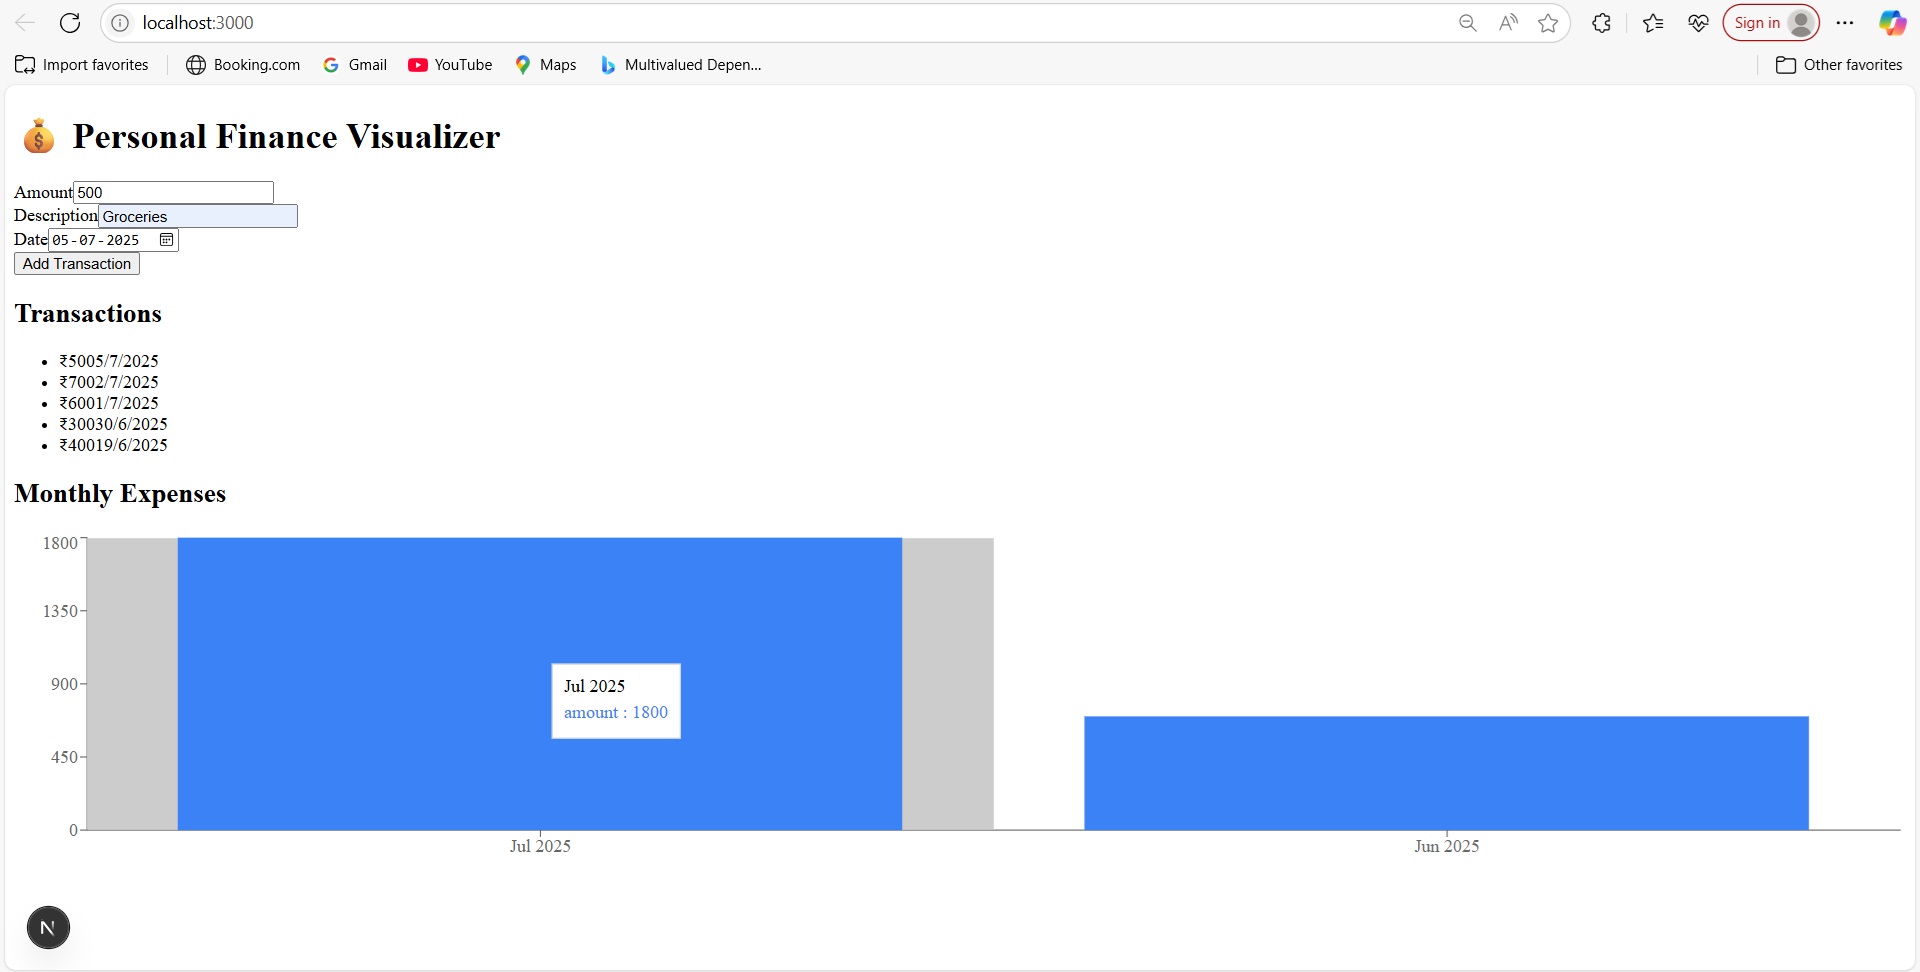 localhost:3000
Sign in
Import favorites
Booking.com
Gmail
YouTube
Maps
Multivalued Depen...
Other favorites
Personal Finance Visualizer
Amount 500
Description Groceries
Date 05-07-2025
Add Transaction
Transactions
• ₹5005/7/2025
• ₹7002/7/2025
• ₹6001/7/2025
• ₹30030/6/2025
• ₹40019/6/2025
Monthly Expenses
1800
1350
900
450
0
Jul 2025
amount : 1800
Jul 2025
Jun 2025
N